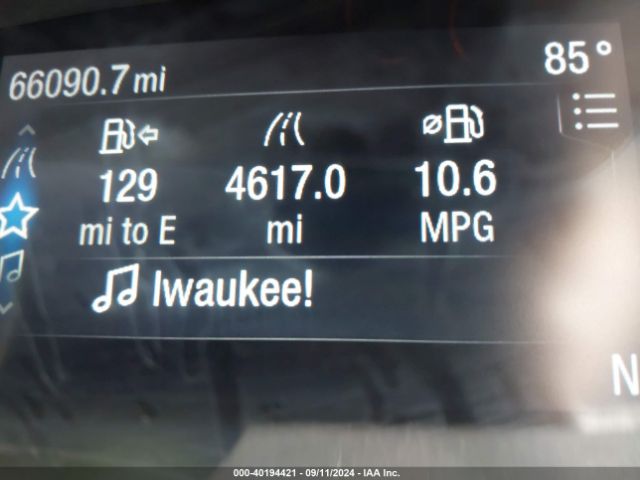 66090.7 mi 85°
129 4617.0 ⌀ 10.6
mi to E mi MPG
Iwaukee!
N
000-40194421 - 09/11/2024 - IAA Inc.